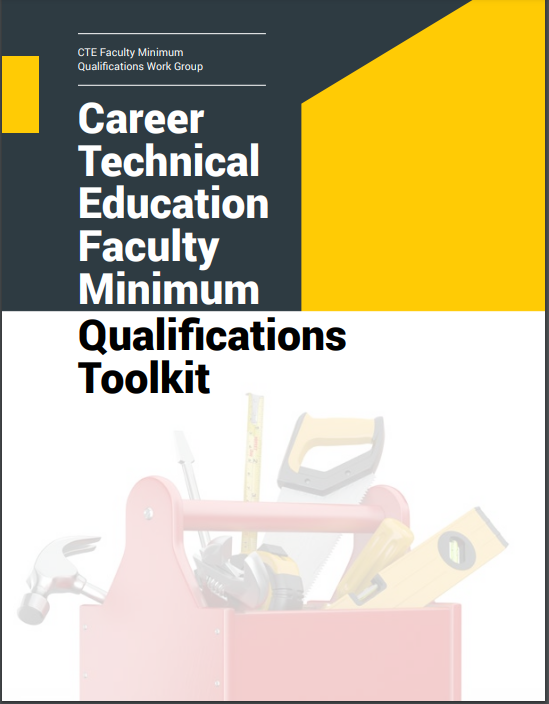 CTE Faculty Minimum
Qualifications Work Group
Career
Technical
Education
Faculty
Minimum
Qualifications
Toolkit